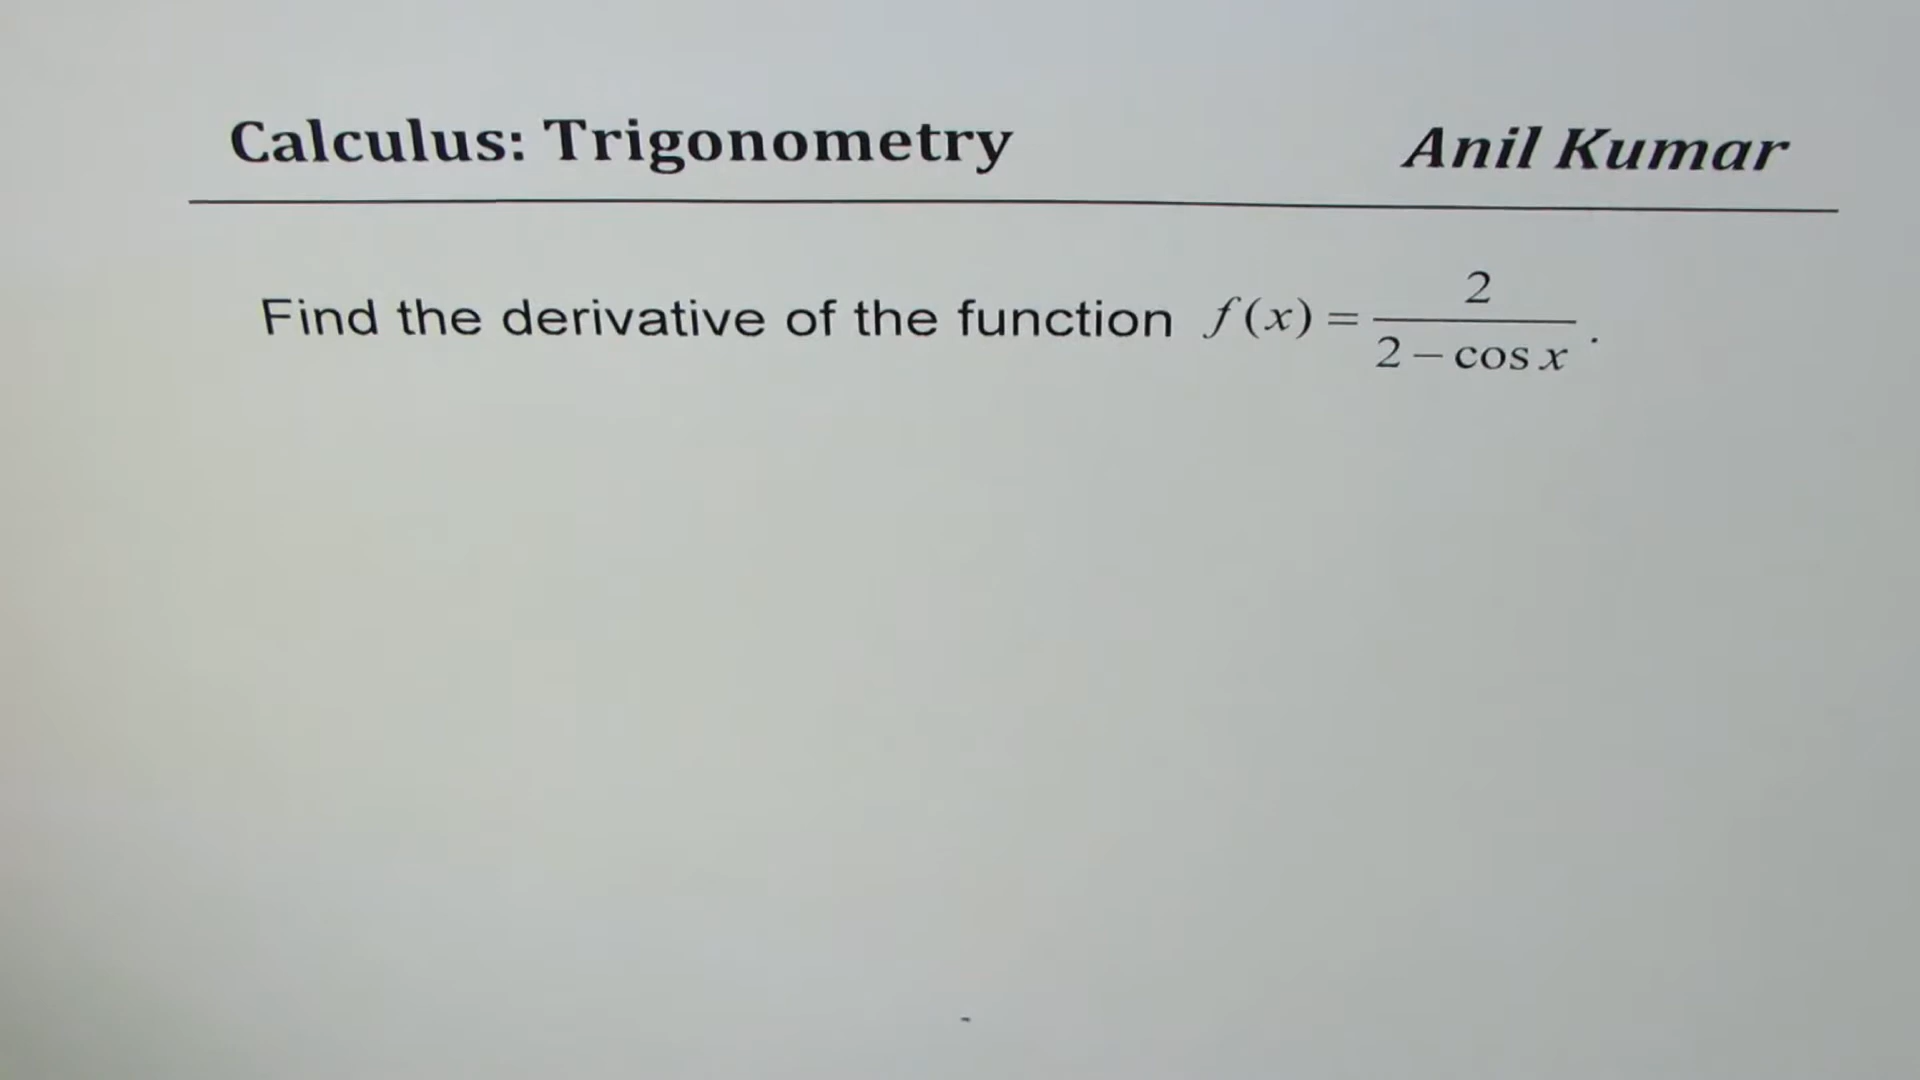 Calculus: Trigonometry Anil Kumar
Find the derivative of the function f(x) = 2 / (2 − cos x) .